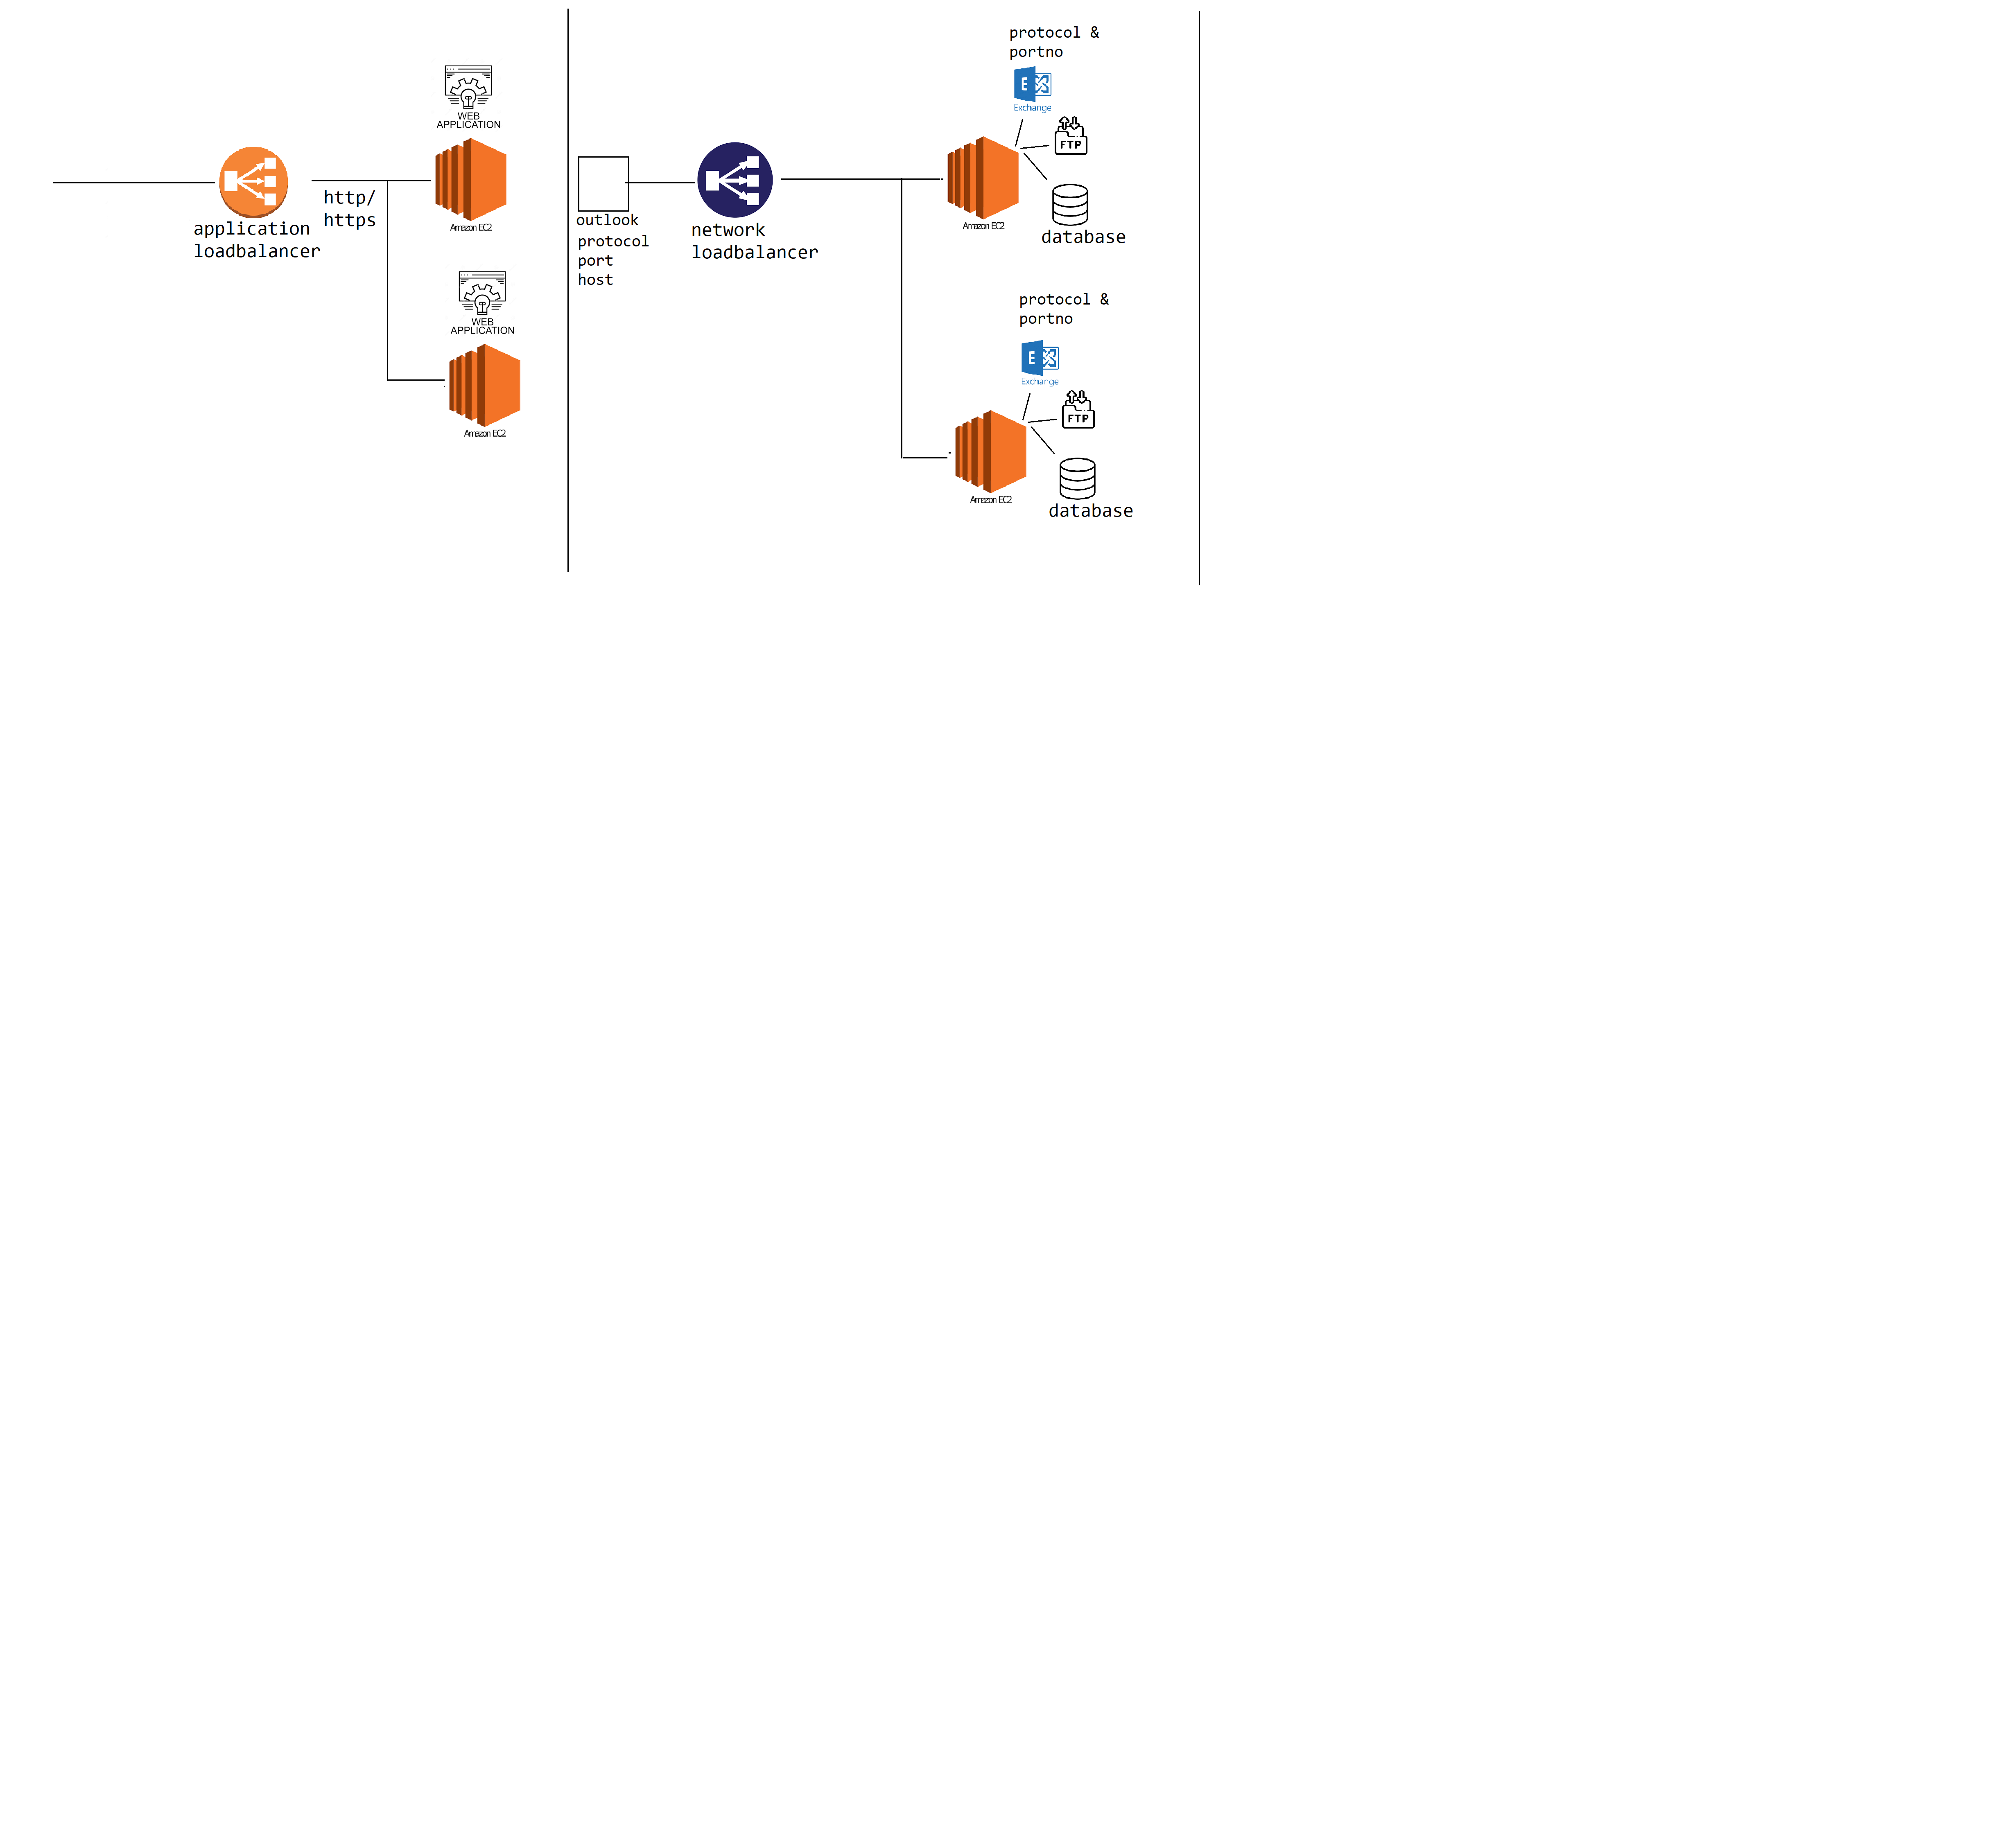 WEB
APPLICATION
http/
https
application
loadbalancer
Amazon EC2
WEB
APPLICATION
Amazon EC2
outlook
protocol
port
host
network
loadbalancer
protocol &
portno
E
Exchange
FTP
Amazon EC2
database
protocol &
portno
E
Exchange
FTP
Amazon EC2
database